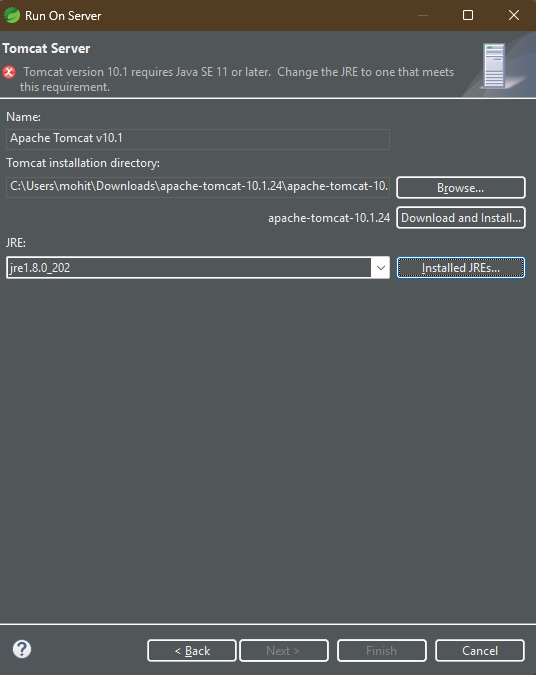 Run On Server
Tomcat Server
Tomcat version 10.1 requires Java SE 11 or later.  Change the JRE to one that meets
this requirement.
Name:
Apache Tomcat v10.1
Tomcat installation directory:
C:\Users\mohit\Downloads\apache-tomcat-10.1.24\apache-tomcat-10.
Browse...
apache-tomcat-10.1.24
Download and Install...
JRE:
jre1.8.0_202
Installed JREs...
< Back
Next >
Finish
Cancel